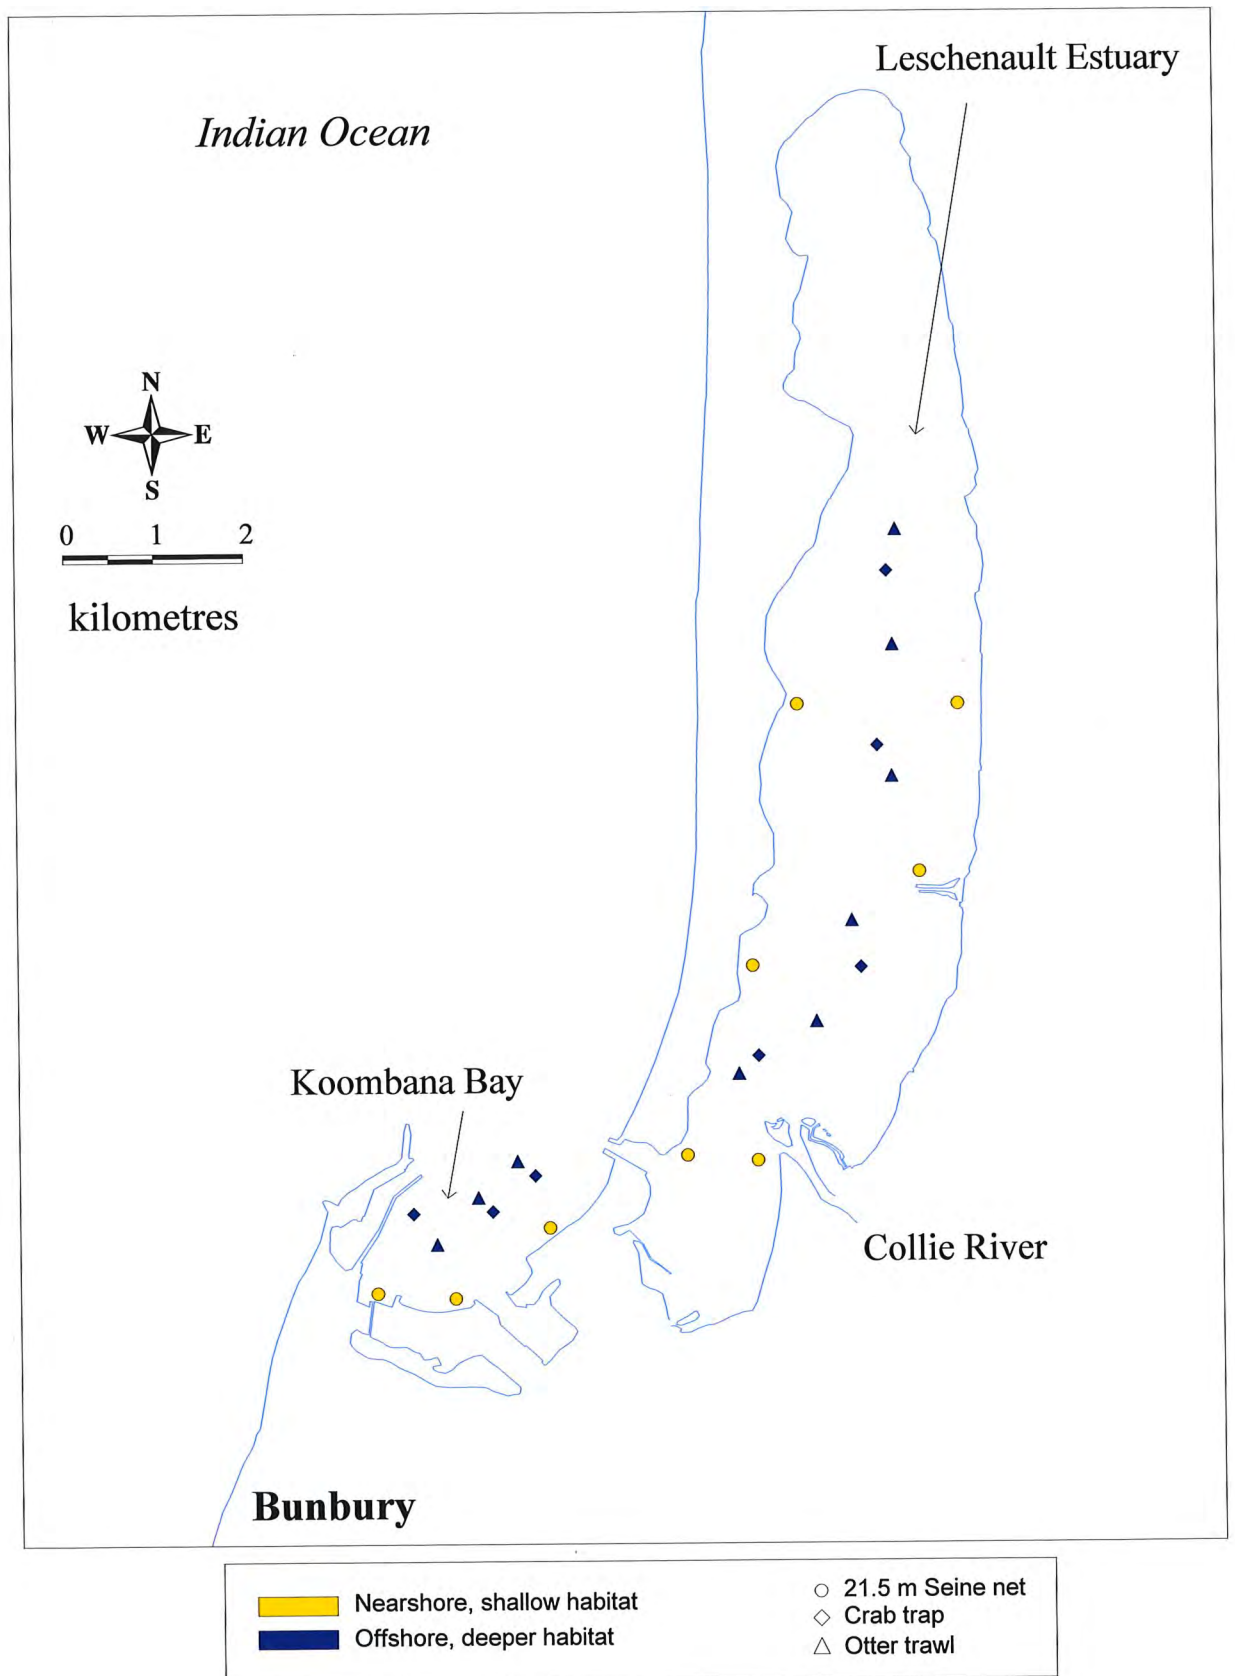 Leschenault Estuary
Indian Ocean
N
W E
S
0 1 2
kilometres
Koombana Bay
Collie River
Bunbury
Nearshore, shallow habitat
Offshore, deeper habitat
21.5 m Seine net
Crab trap
Otter trawl